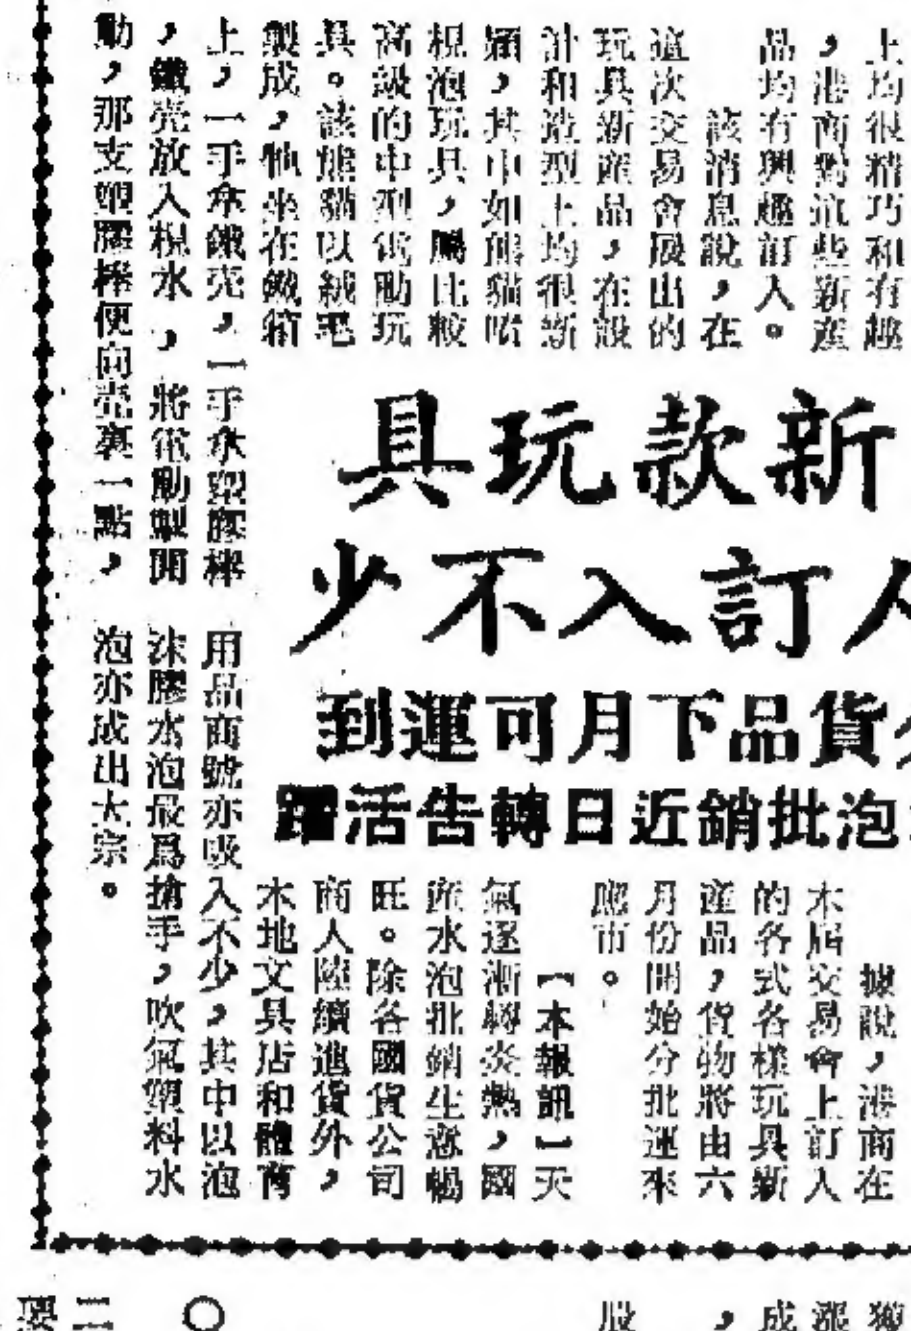 上均很精巧和有趣
，港商對這些新產
品均有興趣訂入。
該消息說，在
這次交易會展出的
玩具新產品，在設
計和造型上均很新
穎，其中如熊貓
梘泡玩具，屬比較
高級的中型電動玩
具。該熊貓以絨毛
製成，牠坐在鐵箱
上，一手拿鐵壳，一手拿塑膠棒
，鐵壳放入梘水，將電動掣開
動，那支塑膠棒便向壳裏一點，
新款玩具
人訂入不少
貨品下月可運到
泡批銷近日轉告活躍
據說，港商在
本屆交易會上訂入
的各式各樣玩具新
產品，貨物將由六
月份開始分批運來
應市。
【本報訊】天
氣逐漸轉炎熱，國
產水泡批銷生意暢
旺。除各國貨公司
商人陸續進貨外，
本地文具店和體育
用品商號亦吸入不少，其中以泡
沫膠水泡最爲搶手，吹氣塑料水
泡亦成出大宗。
漲
成
，
股
〇
二